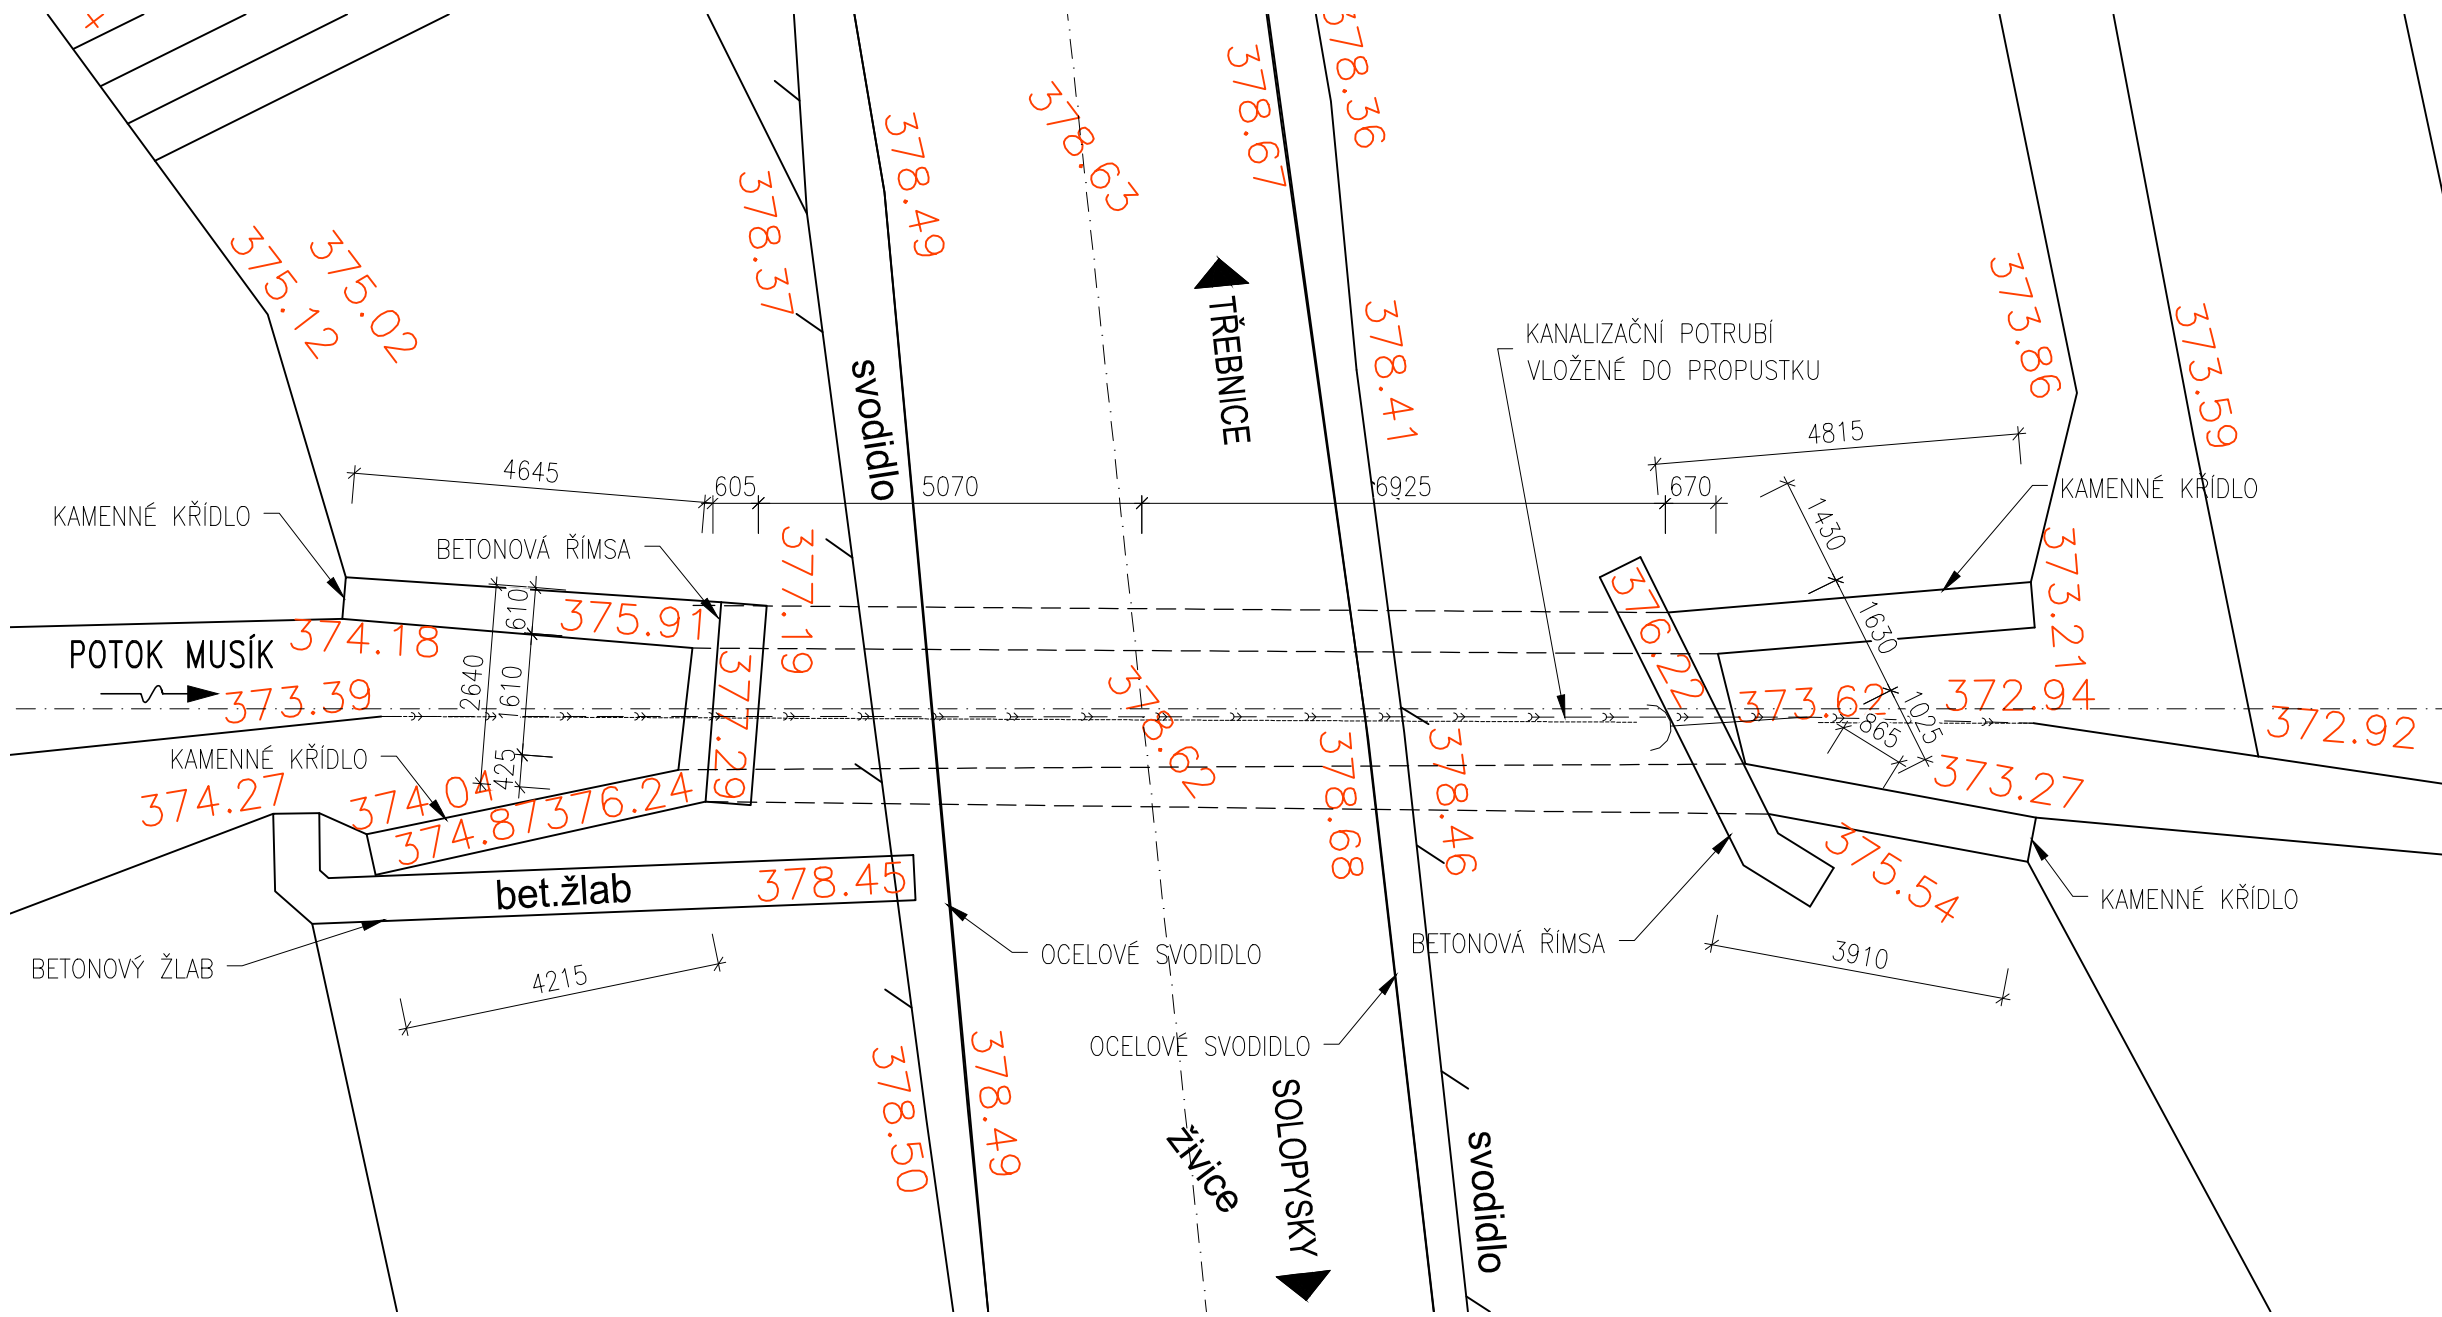 378.36
378.67
378.63
378.49
378.37
375.12
375.02
TŘEBNICE
378.41
KANALIZAČNÍ POTRUBÍ
VLOŽENÉ DO PROPUSTKU
373.86
373.59
svodidlo
4645
605
5070
6925
670
4815
1430
KAMENNÉ KŘÍDLO
KAMENNÉ KŘÍDLO
BETONOVÁ ŘÍMSA
377.19
373.21
376.22
610
375.91
1630
374.18
POTOK MUSÍK
2640
1610
373.39
377.29
378.62
373.62
372.94
1025
865
372.92
KAMENNÉ KŘÍDLO
425
374.27
374.04
374.87
376.24
378.68
378.46
373.27
375.54
378.45
bet.žlab
KAMENNÉ KŘÍDLO
BETONOVÁ ŘÍMSA
OCELOVÉ SVODIDLO
BETONOVÝ ŽLAB
4215
3910
OCELOVÉ SVODIDLO
378.50
378.49
živice
SOLOPYSKY
svodidlo